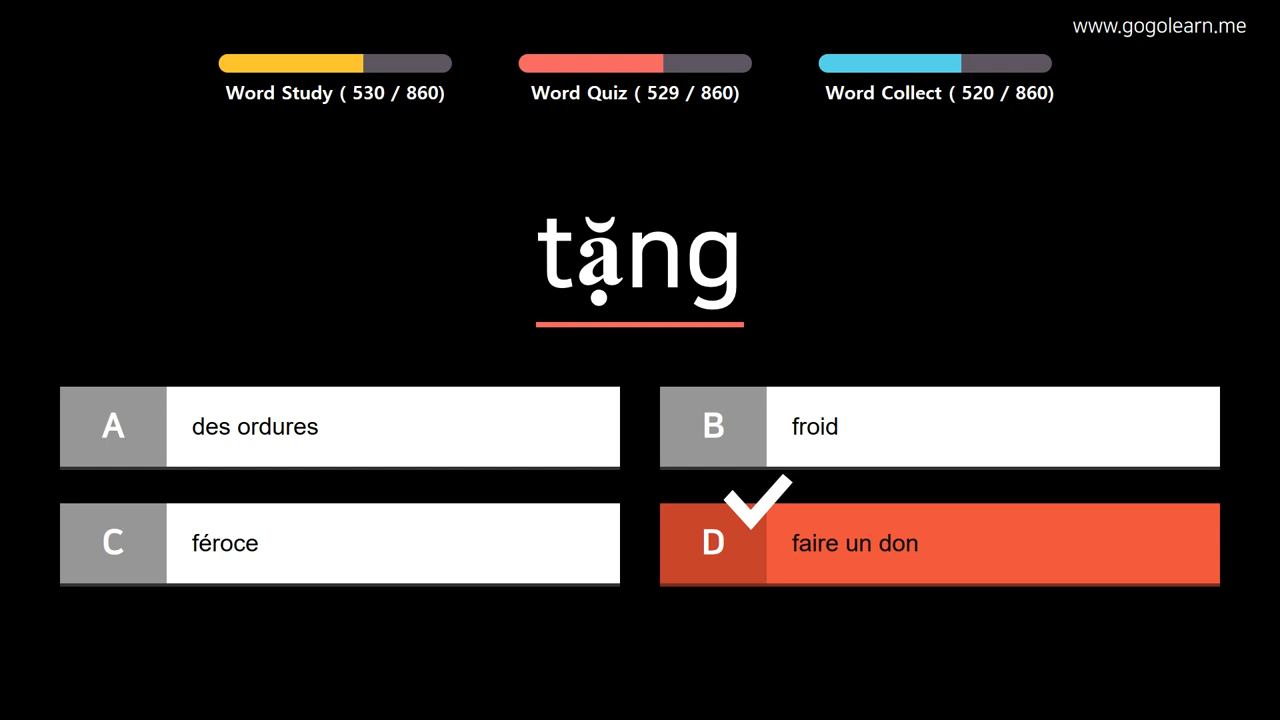 www.gogolearn.me
Word Study ( 530 / 860)
Word Quiz ( 529 / 860)
Word Collect ( 520 / 860)
tặng
A des ordures
B froid
C féroce
D faire un don